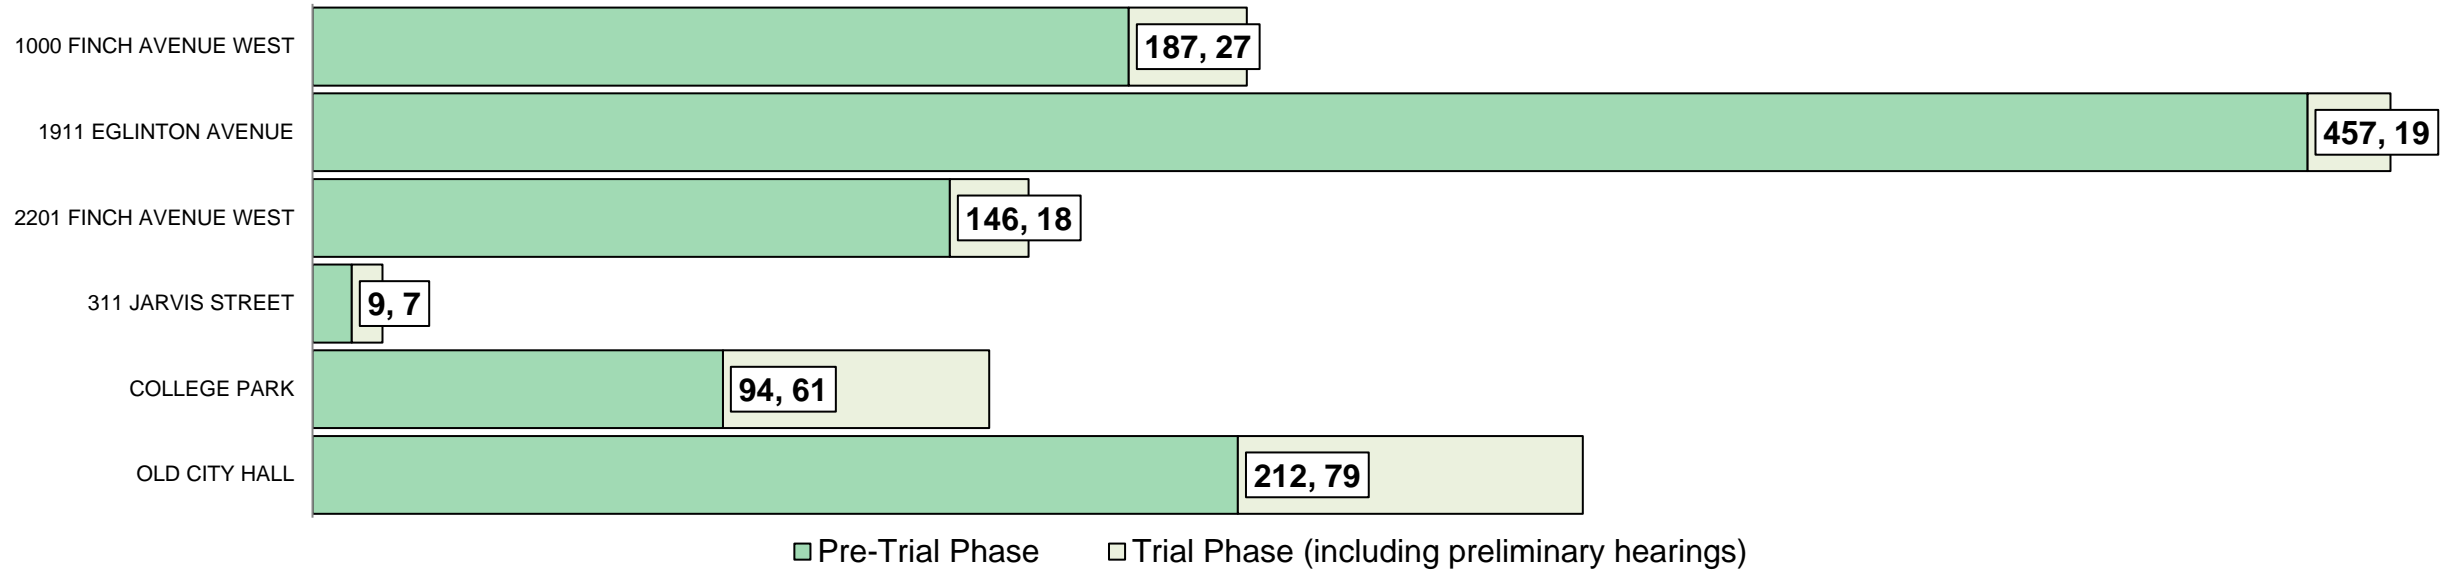 1000 FINCH AVENUE WEST
187, 27
1911 EGLINTON AVENUE
457, 19
2201 FINCH AVENUE WEST
146, 18
311 JARVIS STREET
9, 7
COLLEGE PARK
94, 61
OLD CITY HALL
212, 79
Pre-Trial Phase
Trial Phase (including preliminary hearings)